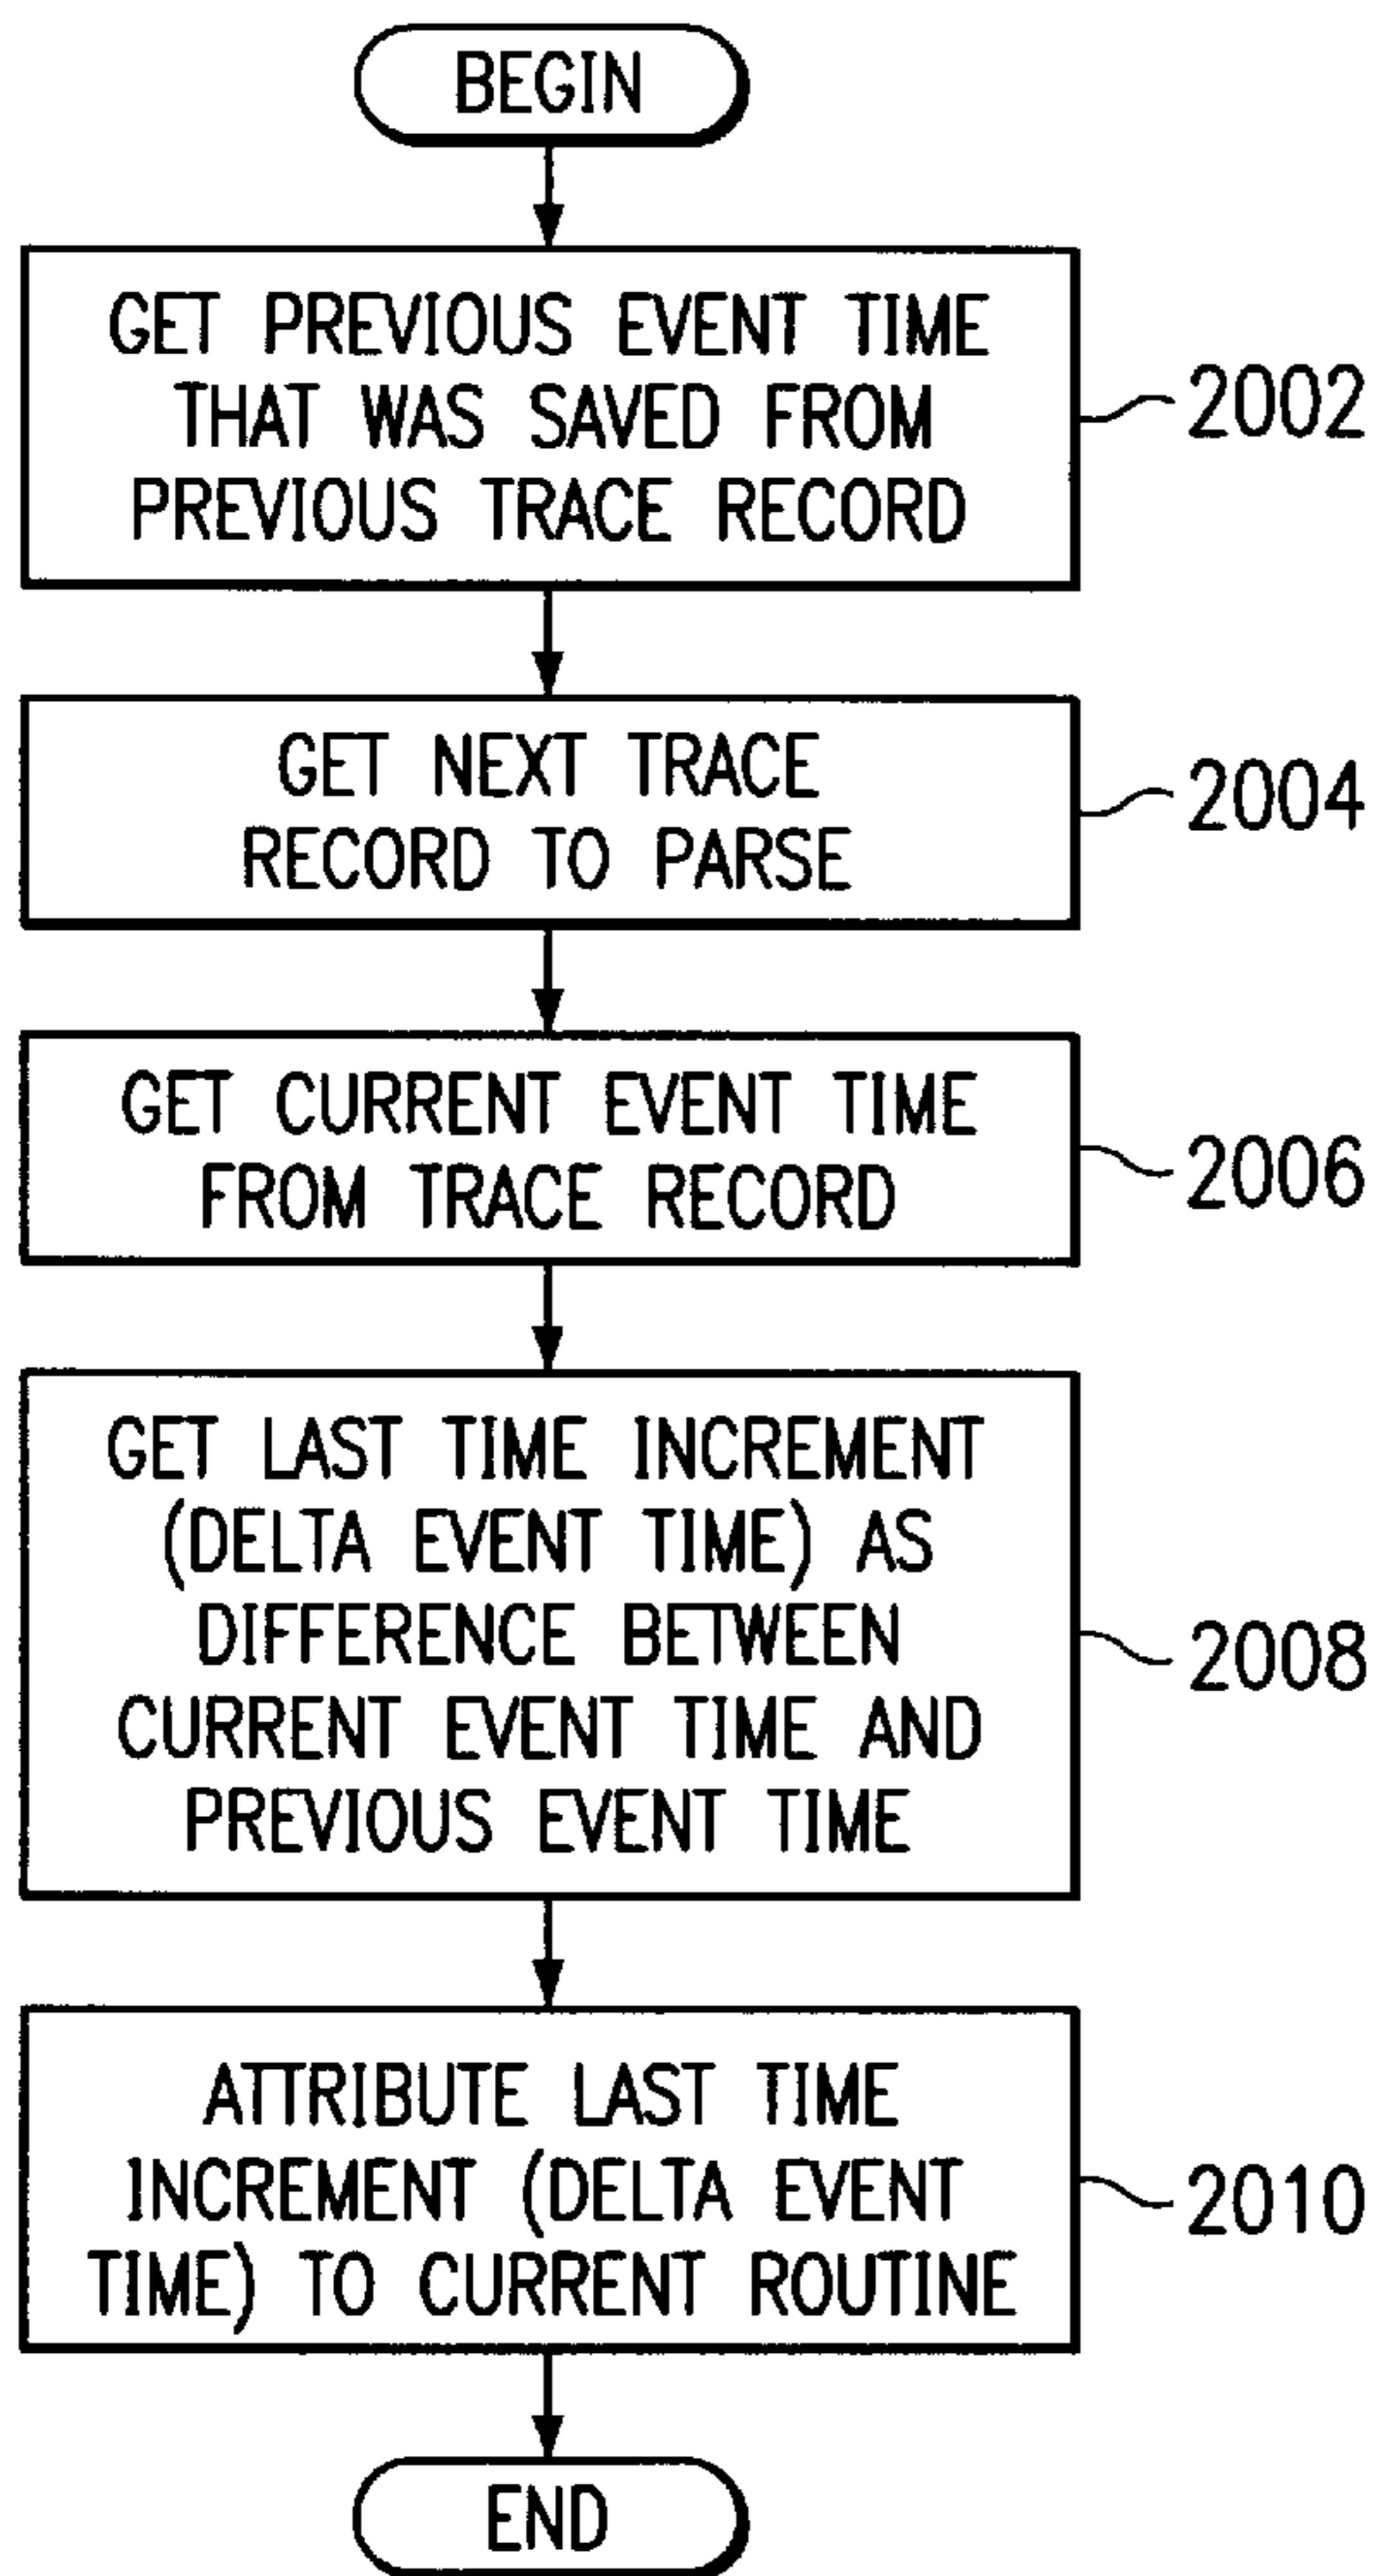 BEGIN
GET PREVIOUS EVENT TIME
THAT WAS SAVED FROM
PREVIOUS TRACE RECORD
2002
GET NEXT TRACE
RECORD TO PARSE
2004
GET CURRENT EVENT TIME
FROM TRACE RECORD
2006
GET LAST TIME INCREMENT
(DELTA EVENT TIME) AS
DIFFERENCE BETWEEN
CURRENT EVENT TIME AND
PREVIOUS EVENT TIME
2008
ATTRIBUTE LAST TIME
INCREMENT (DELTA EVENT
TIME) TO CURRENT ROUTINE
2010
END